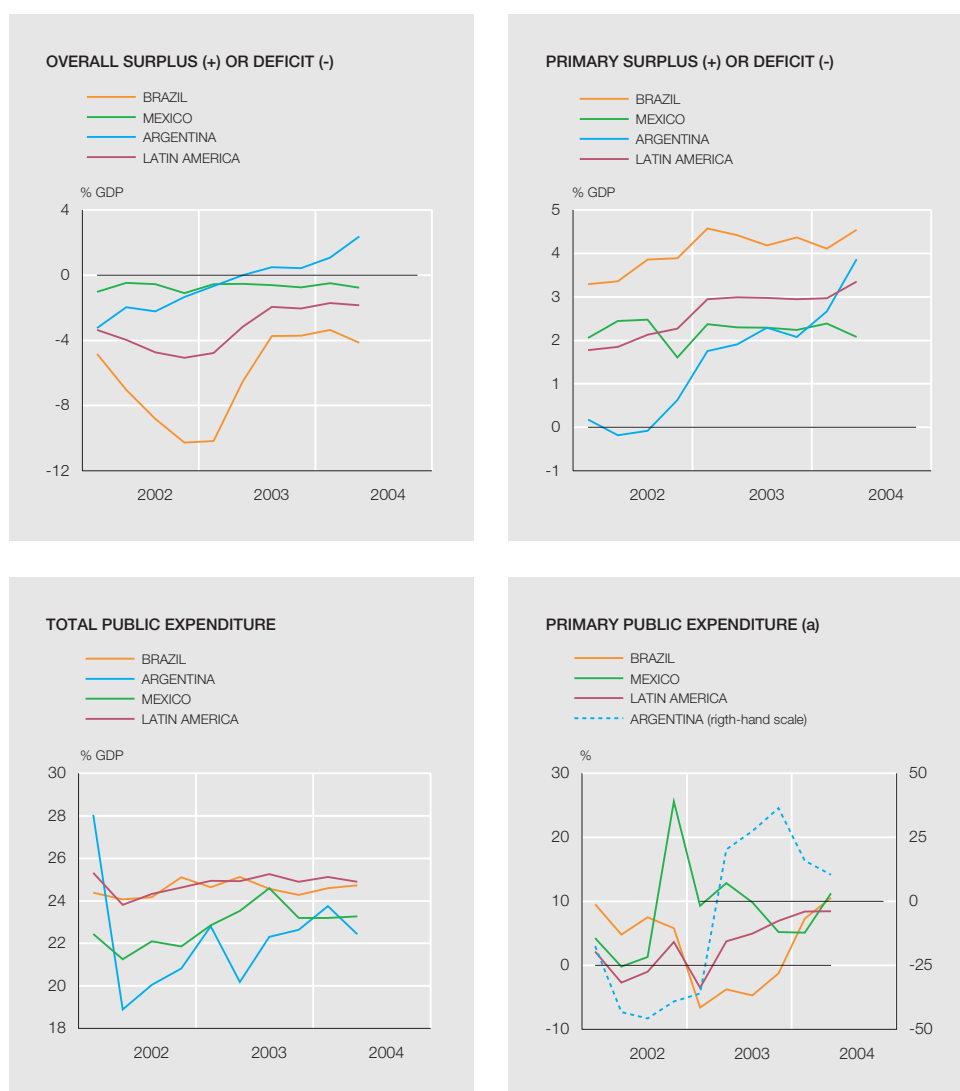 OVERALL SURPLUS (+) OR DEFICIT (-)
BRAZIL
MEXICO
ARGENTINA
LATIN AMERICA
% GDP
4
0
-4
-8
-12
2002 2003 2004
PRIMARY SURPLUS (+) OR DEFICIT (-)
BRAZIL
MEXICO
ARGENTINA
LATIN AMERICA
% GDP
5
4
3
2
1
0
-1
2002 2003 2004
TOTAL PUBLIC EXPENDITURE
BRAZIL
ARGENTINA
MEXICO
LATIN AMERICA
% GDP
30
28
26
24
22
20
18
2002 2003 2004
PRIMARY PUBLIC EXPENDITURE (a)
BRAZIL
MEXICO
LATIN AMERICA
ARGENTINA (rigth-hand scale)
%
30 50
20 25
10 0
0 -25
-10 -50
2002 2003 2004